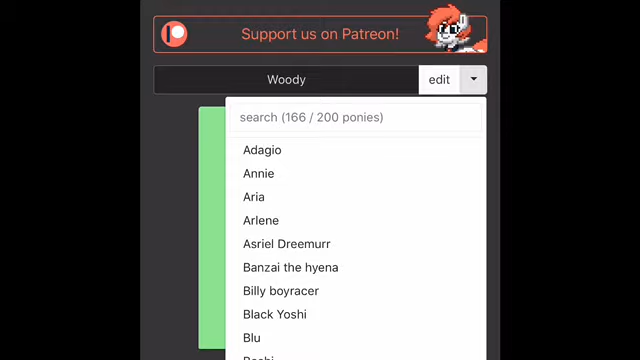 Support us on Patreon!
Woody
edit
search (166 / 200 ponies)
Adagio
Annie
Aria
Arlene
Asriel Dreemurr
Banzai the hyena
Billy boyracer
Black Yoshi
Blu